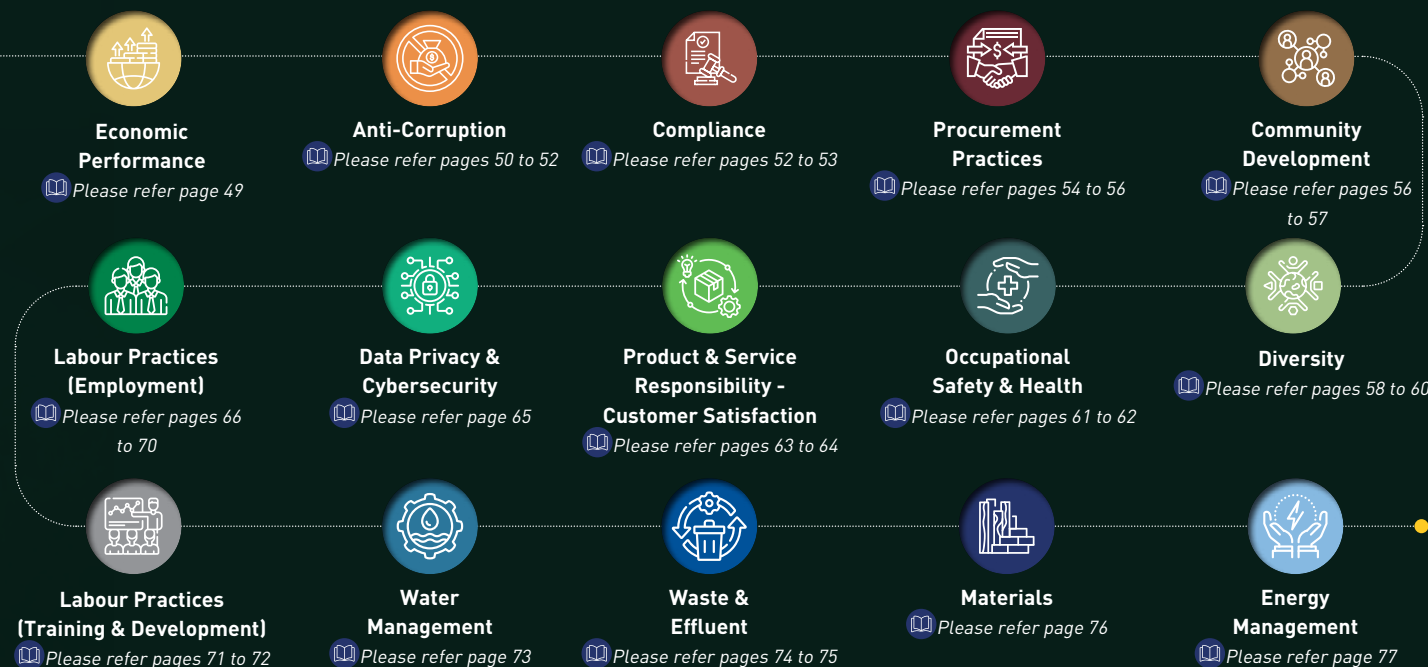 Economic
Performance
Please refer page 49
Anti-Corruption
Please refer pages 50 to 52
Compliance
Please refer pages 52 to 53
Procurement
Practices
Please refer pages 54 to 56
Community
Development
Please refer pages 56
to 57
Labour Practices
(Employment)
Please refer pages 66
to 70
Data Privacy &
Cybersecurity
Please refer page 65
Product & Service
Responsibility -
Customer Satisfaction
Please refer pages 63 to 64
Occupational
Safety & Health
Please refer pages 61 to 62
Diversity
Please refer pages 58 to 60
Labour Practices
(Training & Development)
Please refer pages 71 to 72
Water
Management
Please refer page 73
Waste &
Effluent
Please refer pages 74 to 75
Materials
Please refer page 76
Energy
Management
Please refer page 77